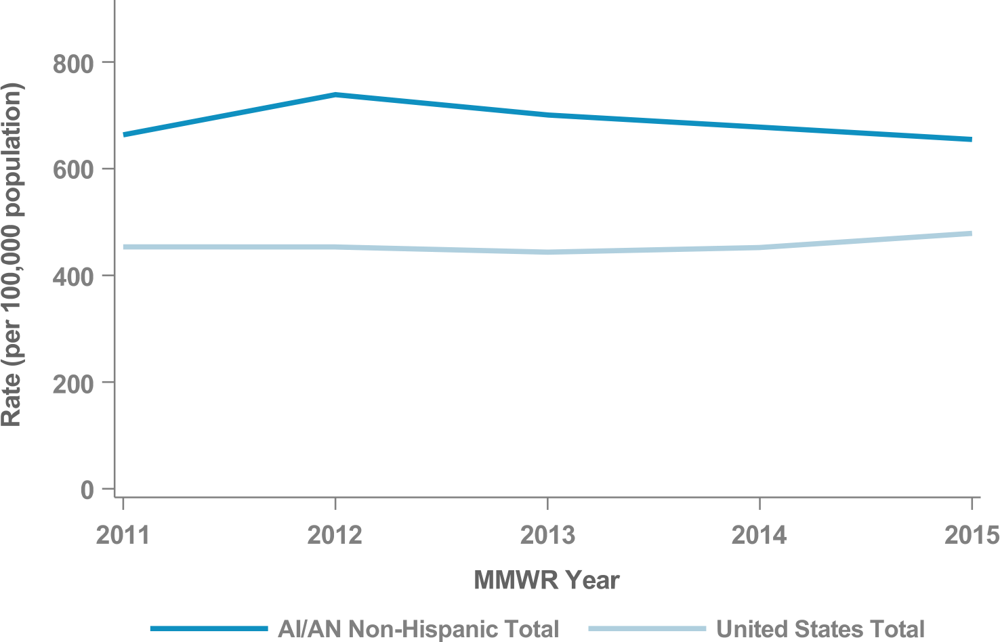 Rate (per 100,000 population)
800
600
400
200
0
2011 2012 2013 2014 2015
MMWR Year
AI/AN Non-Hispanic Total United States Total